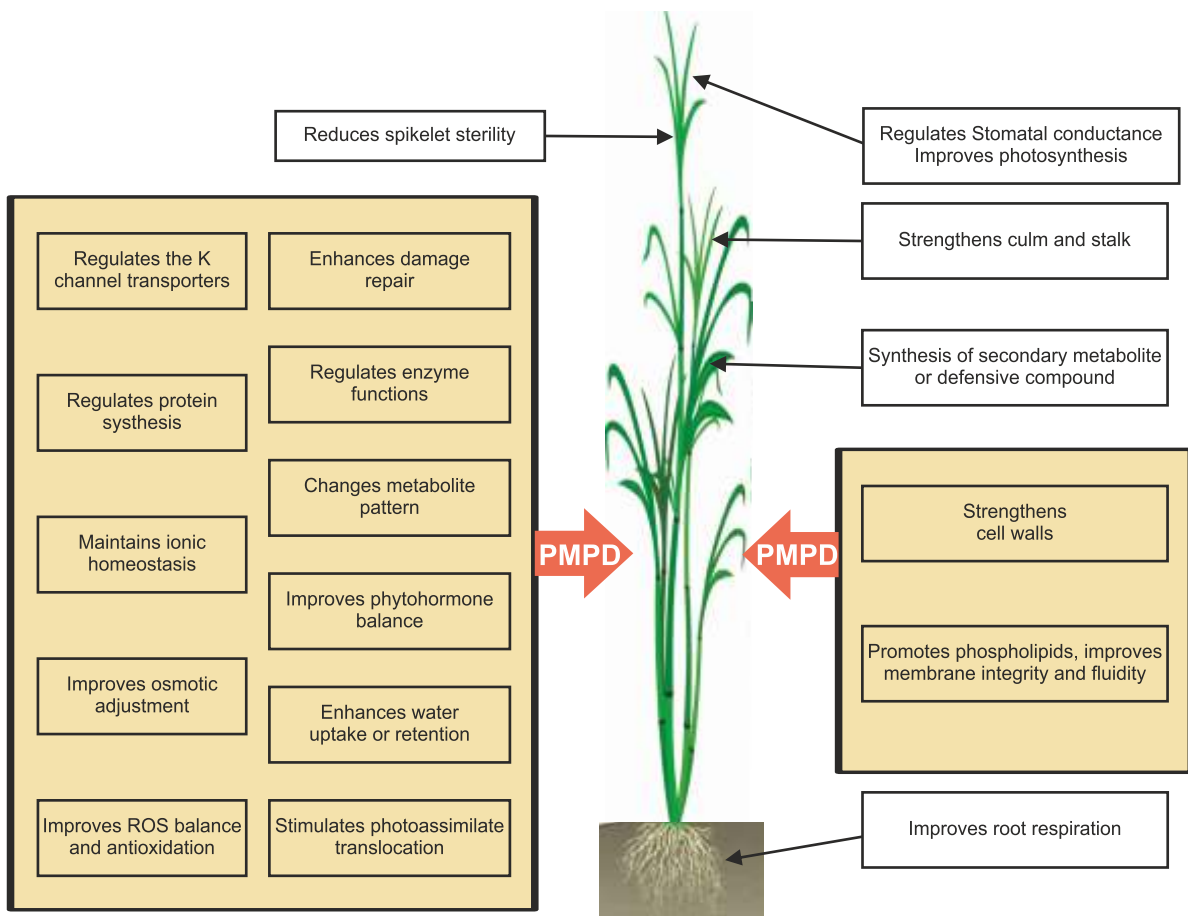 Reduces spikelet sterility
Regulates Stomatal conductance
Improves photosynthesis
Strengthens culm and stalk
Synthesis of secondary metabolite
or defensive compound
Regulates the K
channel transporters
Regulates protein
systhesis
Maintains ionic
homeostasis
Improves osmotic
adjustment
Improves ROS balance
and antioxidation
Enhances damage
repair
Regulates enzyme
functions
Changes metabolite
pattern
Improves phytohormone
balance
Enhances water
uptake or retention
Stimulates photoassimilate
translocation
PMPD
PMPD
Strengthens
cell walls
Promotes phospholipids, improves
membrane integrity and fluidity
Improves root respiration